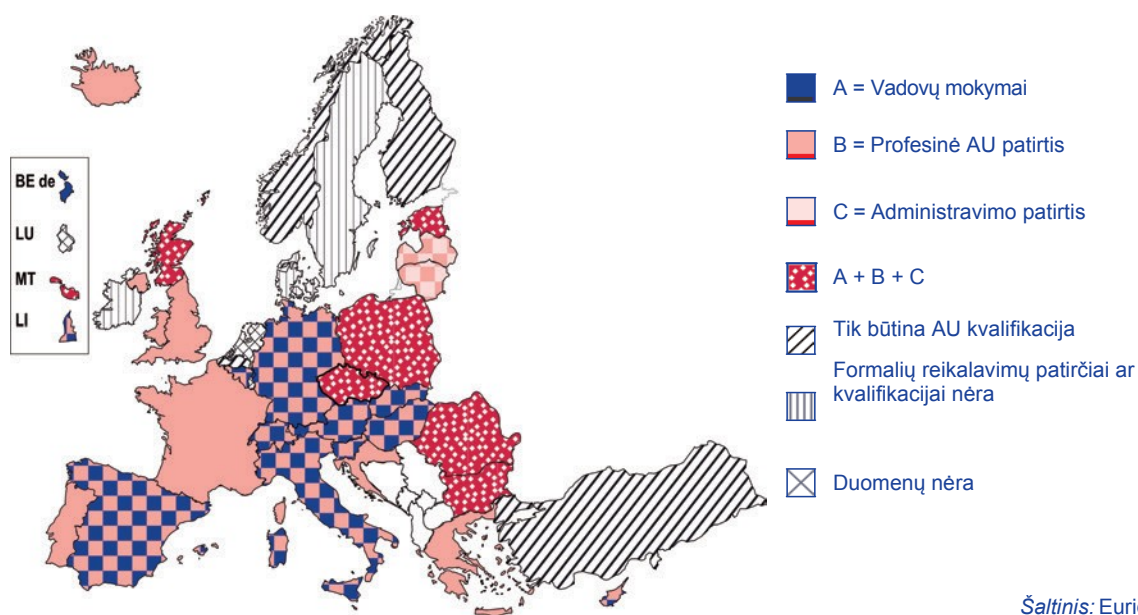 BE de
LU
MT
LI
A = Vadovų mokymai
B = Profesinė AU patirtis
C = Administravimo patirtis
A + B + C
Tik būtina AU kvalifikacija
Formalių reikalavimų patirčiai ar
kvalifikacijai nėra
Duomenų nėra
Šaltinis: